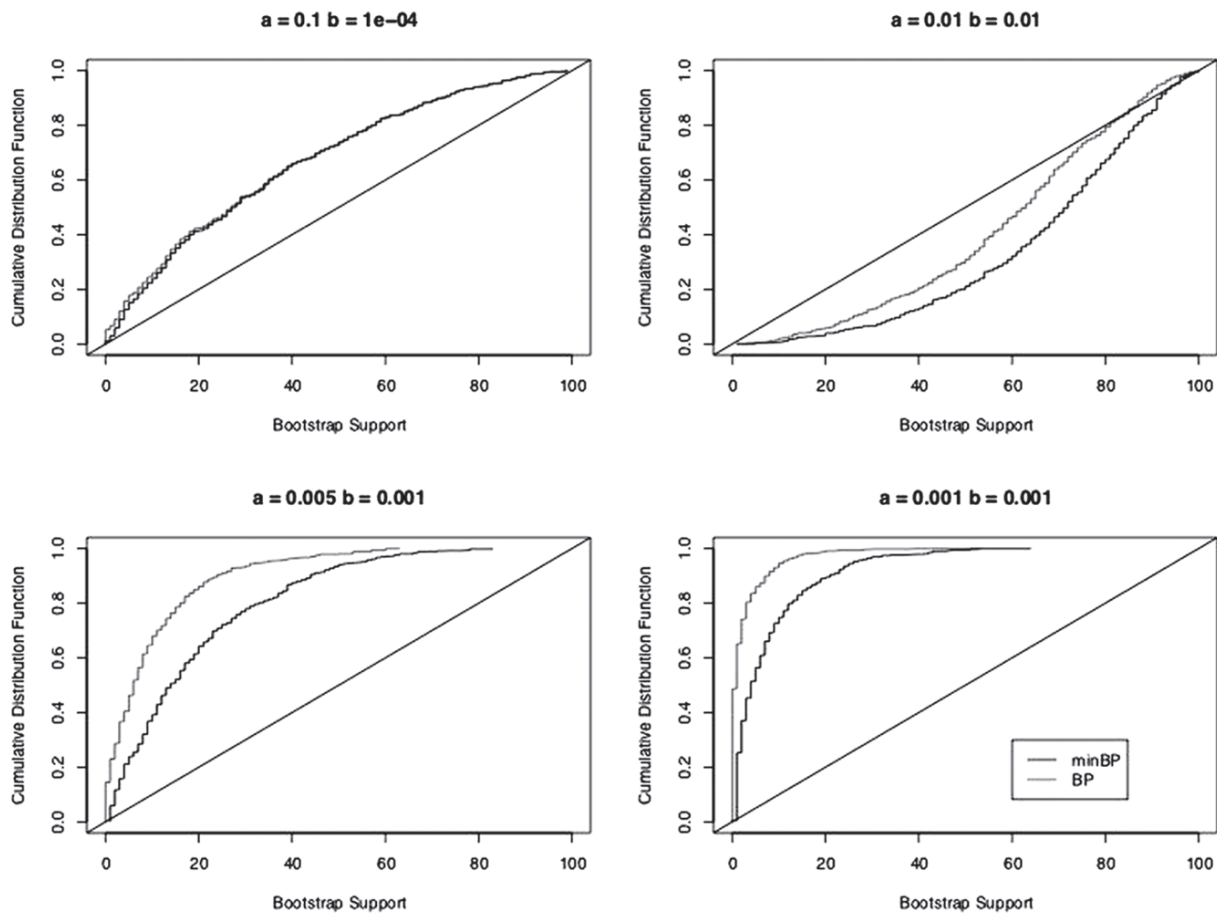 a = 0.1 b = 1e−04
Cumulative Distribution Function
0.0 0.2 0.4 0.6 0.8 1.0
0 20 40 60 80 100
Bootstrap Support
a = 0.01 b = 0.01
Cumulative Distribution Function
0.0 0.2 0.4 0.6 0.8 1.0
0 20 40 60 80 100
Bootstrap Support
a = 0.005 b = 0.001
Cumulative Distribution Function
0.0 0.2 0.4 0.6 0.8 1.0
0 20 40 60 80 100
Bootstrap Support
a = 0.001 b = 0.001
Cumulative Distribution Function
0.0 0.2 0.4 0.6 0.8 1.0
minBP
BP
0 20 40 60 80 100
Bootstrap Support